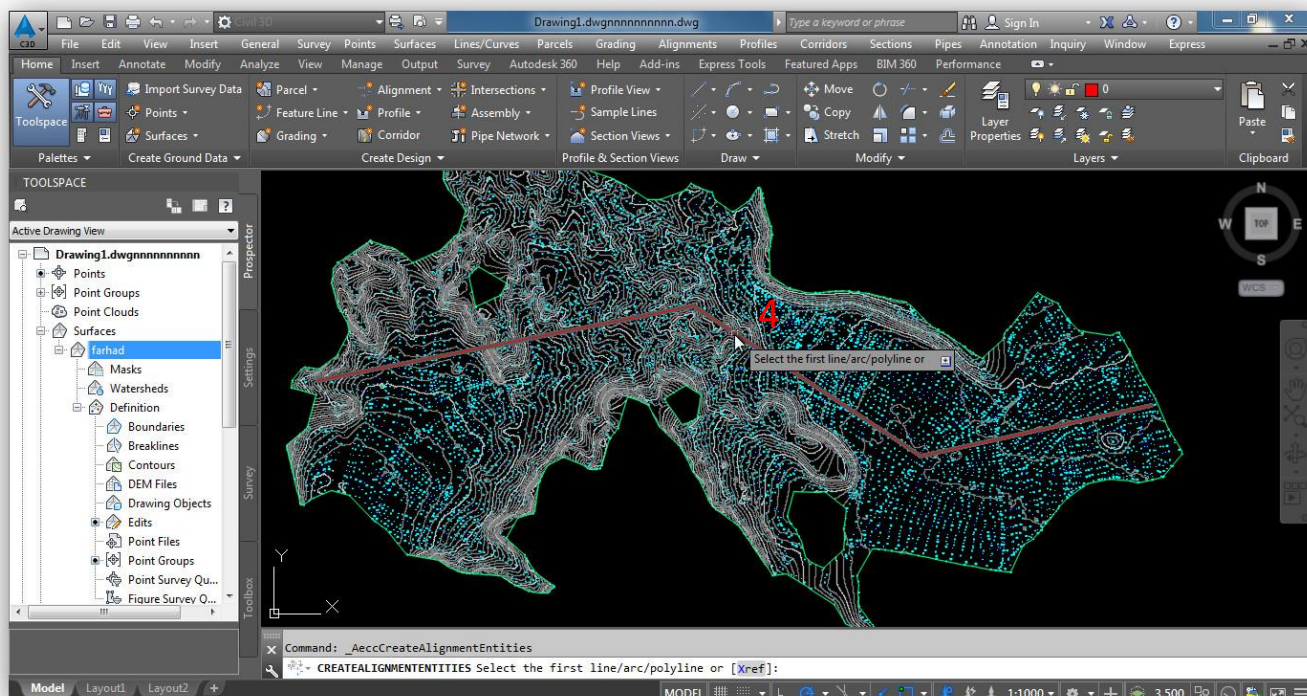 Civil 3D
Drawing1.dwgnnnnnnnnnn.dwg
Type a keyword or phrase
Sign In
C3D
File Edit View Insert General Survey Points Surfaces Lines/Curves Parcels Grading Alignments Profiles Corridors Sections Pipes Annotation Inquiry Window Express
Home Insert Annotate Modify Analyze View Manage Output Survey Autodesk 360 Help Add-ins Express Tools Featured Apps BIM 360 Performance
Toolspace
Import Survey Data
Points
Surfaces
Parcel
Feature Line
Grading
Alignment
Profile
Corridor
Intersections
Assembly
Pipe Network
Profile View
Sample Lines
Section Views
Move
Copy
Stretch
Layer
Properties
0
Paste
Palettes
Create Ground Data
Create Design
Profile & Section Views
Draw
Modify
Layers
Clipboard
TOOLSPACE
Active Drawing View
Drawing1.dwgnnnnnnnnnn
Points
Point Groups
Point Clouds
Surfaces
farhad
Masks
Watersheds
Definition
Boundaries
Breaklines
Contours
DEM Files
Drawing Objects
Edits
Point Files
Point Groups
Point Survey Qu...
Figure Survey Q...
Prospector
Settings
Survey
Toolbox
4
Select the first line/arc/polyline or
N
W
TOP
E
S
WCS
Y
X
Command: _AeccCreateAlignmentEntities
CREATEALIGNMENTENTITIES Select the first line/arc/polyline or [Xref]:
Model Layout1 Layout2 +
MODEL
1:1000
3.500